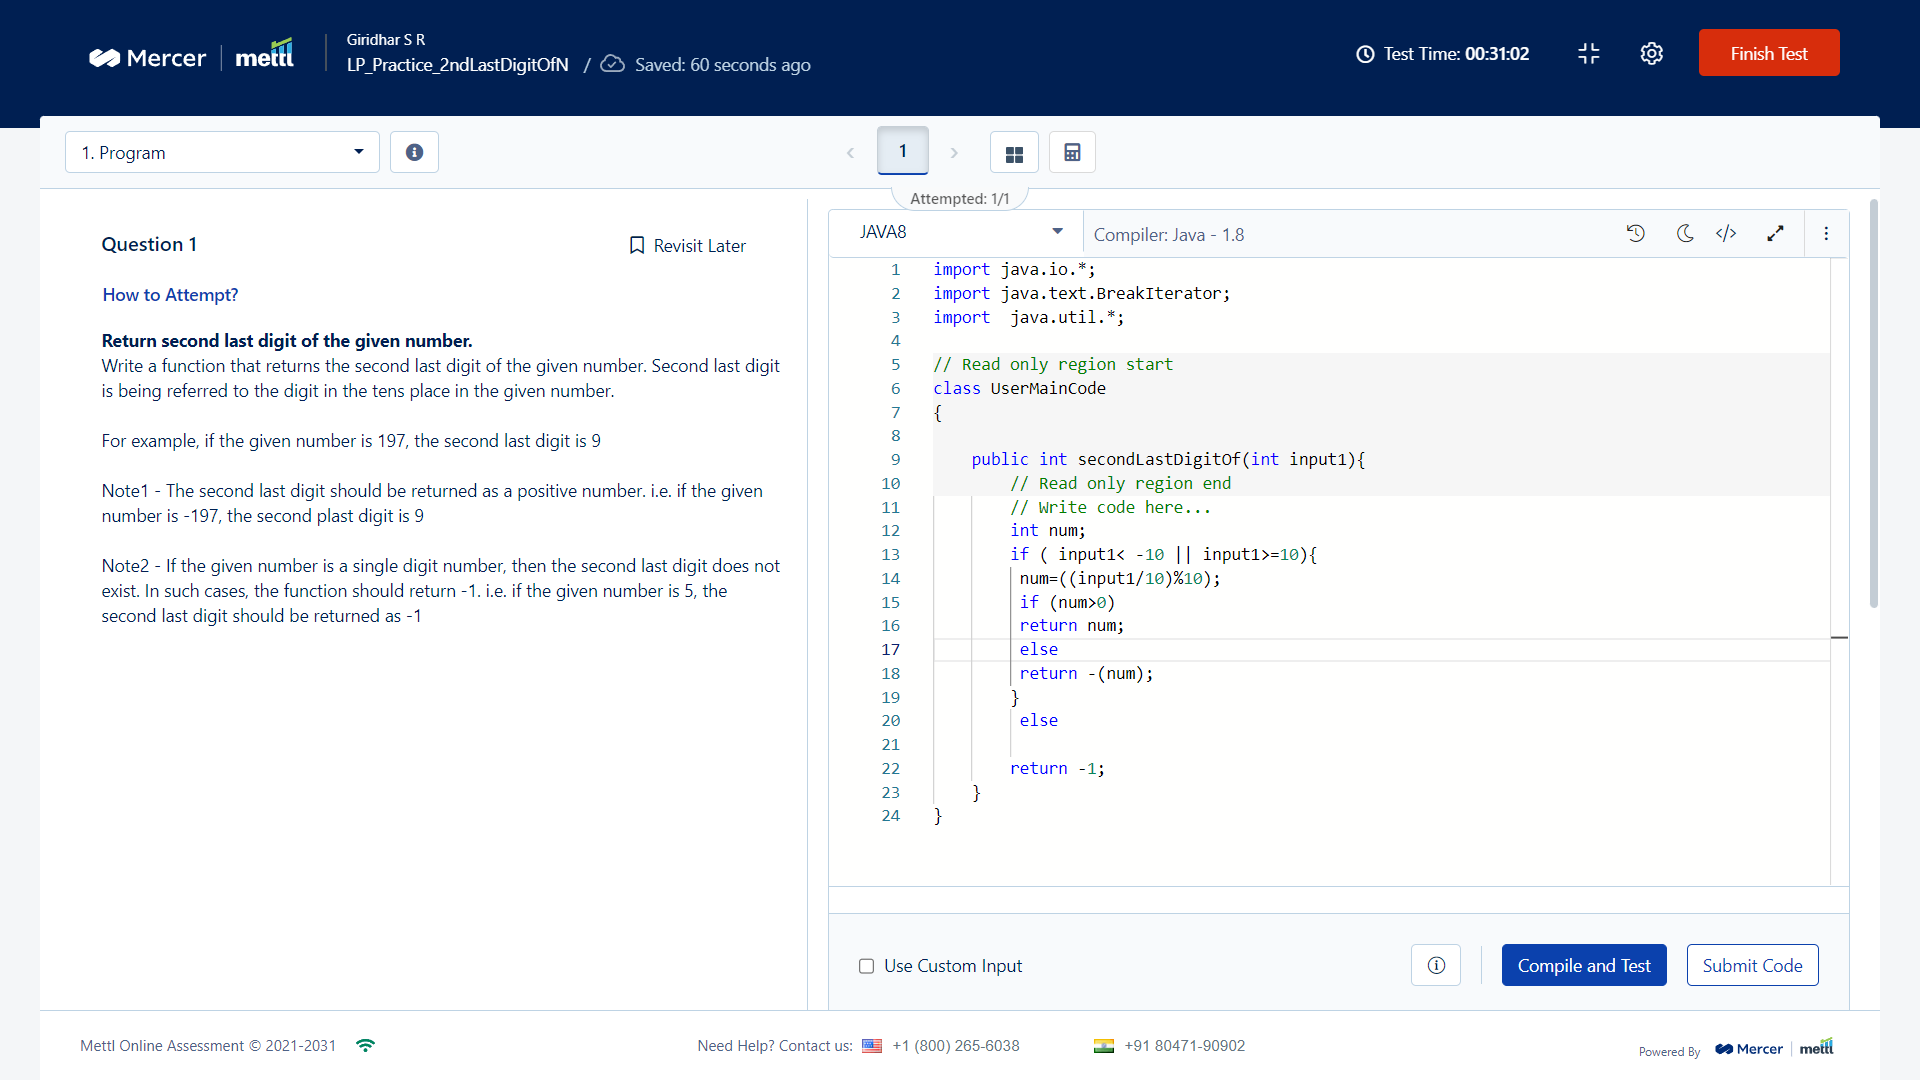 Mercer
mettl
Giridhar S R
LP_Practice_2ndLastDigitOfN / Saved: 60 seconds ago
Test Time: 00:31:02
Finish Test
1. Program
1
Attempted: 1/1
Question 1
Revisit Later
How to Attempt?
Return second last digit of the given number.
Write a function that returns the second last digit of the given number. Second last digit
is being referred to the digit in the tens place in the given number.
For example, if the given number is 197, the second last digit is 9
Note1 - The second last digit should be returned as a positive number. i.e. if the given
number is -197, the second plast digit is 9
Note2 - If the given number is a single digit number, then the second last digit does not
exist. In such cases, the function should return -1. i.e. if the given number is 5, the
second last digit should be returned as -1
JAVA8
Compiler: Java - 1.8
1 import java.io.*;
2 import java.text.BreakIterator;
3 import  java.util.*;
4
5 // Read only region start
6 class UserMainCode
7 {
8
9     public int secondLastDigitOf(int input1){
10         // Read only region end
11         // Write code here...
12         int num;
13         if ( input1< -10 || input1>=10){
14          num=((input1/10)%10);
15          if (num>0)
16          return num;
17          else
18          return -(num);
19         }
20          else
21
22         return -1;
23     }
24 }
Use Custom Input
Compile and Test
Submit Code
Mettl Online Assessment © 2021-2031
Need Help? Contact us: +1 (800) 265-6038
+91 80471-90902
Powered By Mercer mettl